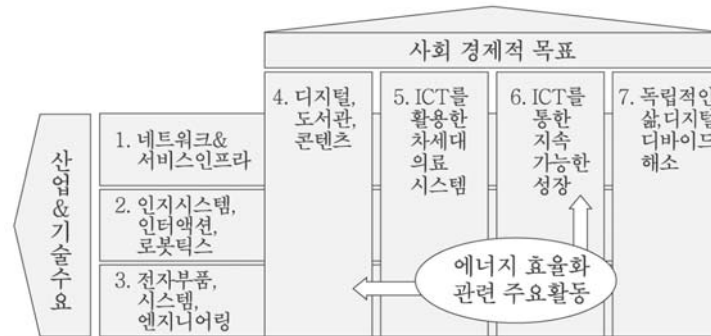 사회 경제적 목표
산업&기술수요
1. 네트워크&
서비스인프라
2. 인지시스템,
인터액션,
로봇틱스
3. 전자부품,
시스템,
엔지니어링
4. 디지털,
도서관,
콘텐츠
5. ICT를
활용한
차세대
의료
시스템
6. ICT를
통한
지속
가능한
성장
7. 독립적인
삶,디지털
디바이드
해소
에너지 효율화
관련 주요활동